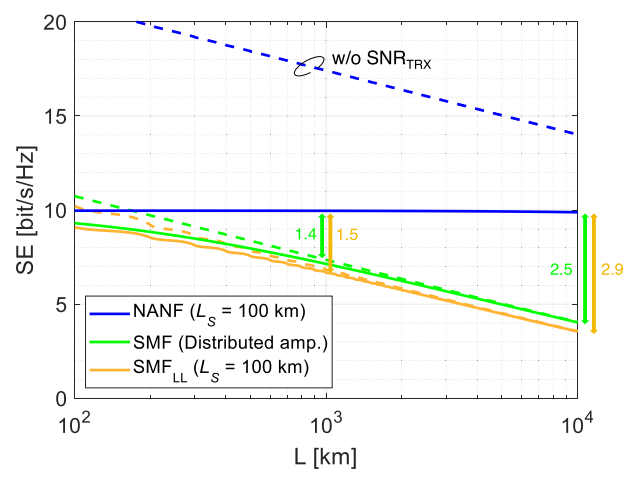 20
15
10
5
0
SE [bit/s/Hz]
w/o SNR_TRX
1.4
1.5
2.5
2.9
NANF (L_S = 100 km)
SMF (Distributed amp.)
SMF_LL (L_S = 100 km)
10^2
10^3
10^4
L [km]